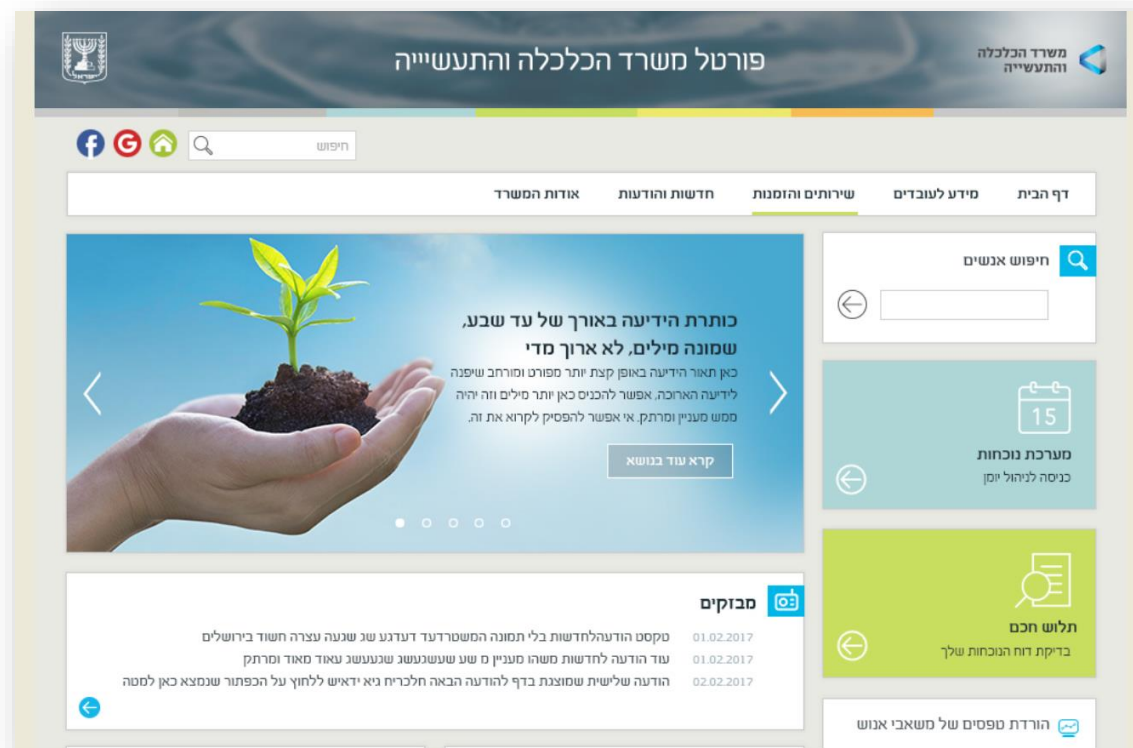 משרד הכלכלה
והתעשייה
פורטל משרד הכלכלה והתעשיייה
ישראל
חיפוש
דף הבית
מידע לעובדים
שירותים והזמנות
חדשות והודעות
אודות המשרד
חיפוש אנשים
כותרת הידיעה באורך של עד שבע,
שמונה מילים, לא ארוך מדי
כאן תאור הידיעה באופן קצת יותר מפורט ומורחב שיפנה
לידיעה הארוכה, אפשר להכניס כאן יותר מילים וזה יהיה
ממש מעניין ומרתק. אי אפשר להפסיק לקרוא את זה.
קרא עוד בנושא
15
מערכת נוכחות
כניסה לניהול יומן
תלוש חכם
בדיקת דוח הנוכחות שלך
מבזקים
01.02.2017 טקסט הודעהלחדשות בלי תמונה המשטרדעד דעדגע שג שגעה עצרה חשוד בירושלים
01.02.2017 עוד הודעה לחדשות משהו מעניין מ שע שעשגעשג שגעעשג עאוד מאוד ומרתק
02.02.2017 הודעה שלישית שמוצגת בדף להודעה הבאה חלכריח גיא ידאיש ללחוץ על הכפתור שנמצא כאן למטה
הורדת טפסים של משאבי אנוש